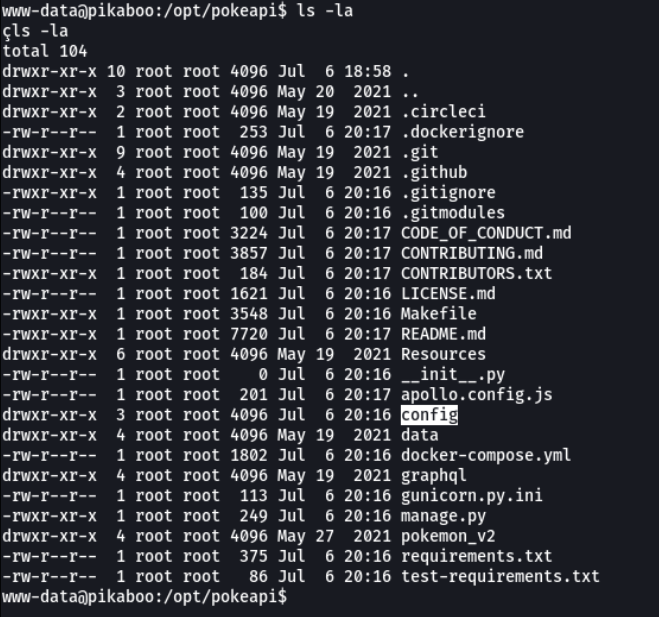 www-data@pikaboo:/opt/pokeapi$ ls -la
çls -la
total 104
drwxr-xr-x 10 root root 4096 Jul  6 18:58 .
drwxr-xr-x  3 root root 4096 May 20  2021 ..
drwxr-xr-x  2 root root 4096 May 19  2021 .circleci
-rw-r--r--  1 root root  253 Jul  6 20:17 .dockerignore
drwxr-xr-x  9 root root 4096 May 19  2021 .git
drwxr-xr-x  4 root root 4096 May 19  2021 .github
-rwxr-xr-x  1 root root  135 Jul  6 20:16 .gitignore
-rw-r--r--  1 root root  100 Jul  6 20:16 .gitmodules
-rw-r--r--  1 root root 3224 Jul  6 20:17 CODE_OF_CONDUCT.md
-rw-r--r--  1 root root 3857 Jul  6 20:17 CONTRIBUTING.md
-rwxr-xr-x  1 root root  184 Jul  6 20:17 CONTRIBUTORS.txt
-rw-r--r--  1 root root 1621 Jul  6 20:16 LICENSE.md
-rwxr-xr-x  1 root root 3548 Jul  6 20:16 Makefile
-rwxr-xr-x  1 root root 7720 Jul  6 20:17 README.md
drwxr-xr-x  6 root root 4096 May 19  2021 Resources
-rw-r--r--  1 root root    0 Jul  6 20:16 __init__.py
-rw-r--r--  1 root root  201 Jul  6 20:17 apollo.config.js
drwxr-xr-x  3 root root 4096 Jul  6 20:16 config
drwxr-xr-x  4 root root 4096 May 19  2021 data
-rw-r--r--  1 root root 1802 Jul  6 20:16 docker-compose.yml
drwxr-xr-x  4 root root 4096 May 19  2021 graphql
-rw-r--r--  1 root root  113 Jul  6 20:16 gunicorn.py.ini
-rwxr-xr-x  1 root root  249 Jul  6 20:16 manage.py
drwxr-xr-x  4 root root 4096 May 27  2021 pokemon_v2
-rw-r--r--  1 root root  375 Jul  6 20:16 requirements.txt
-rw-r--r--  1 root root   86 Jul  6 20:16 test-requirements.txt
www-data@pikaboo:/opt/pokeapi$